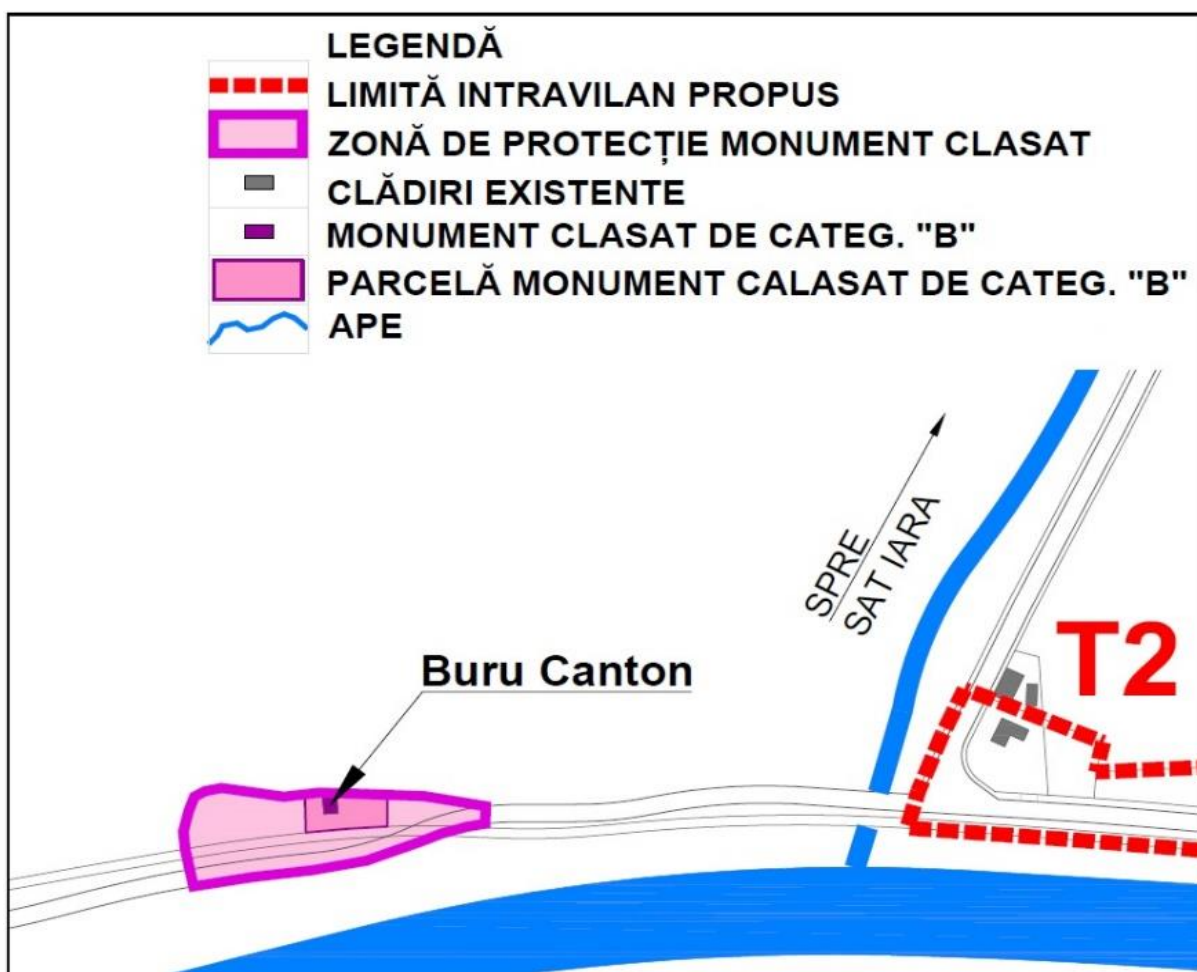 LEGENDĂ
LIMITĂ INTRAVILAN PROPUS
ZONĂ DE PROTECȚIE MONUMENT CLASAT
CLĂDIRI EXISTENTE
MONUMENT CLASAT DE CATEG. "B"
PARCELĂ MONUMENT CALASAT DE CATEG. "B"
APE
SPRE
SAT IARA
T2
Buru Canton